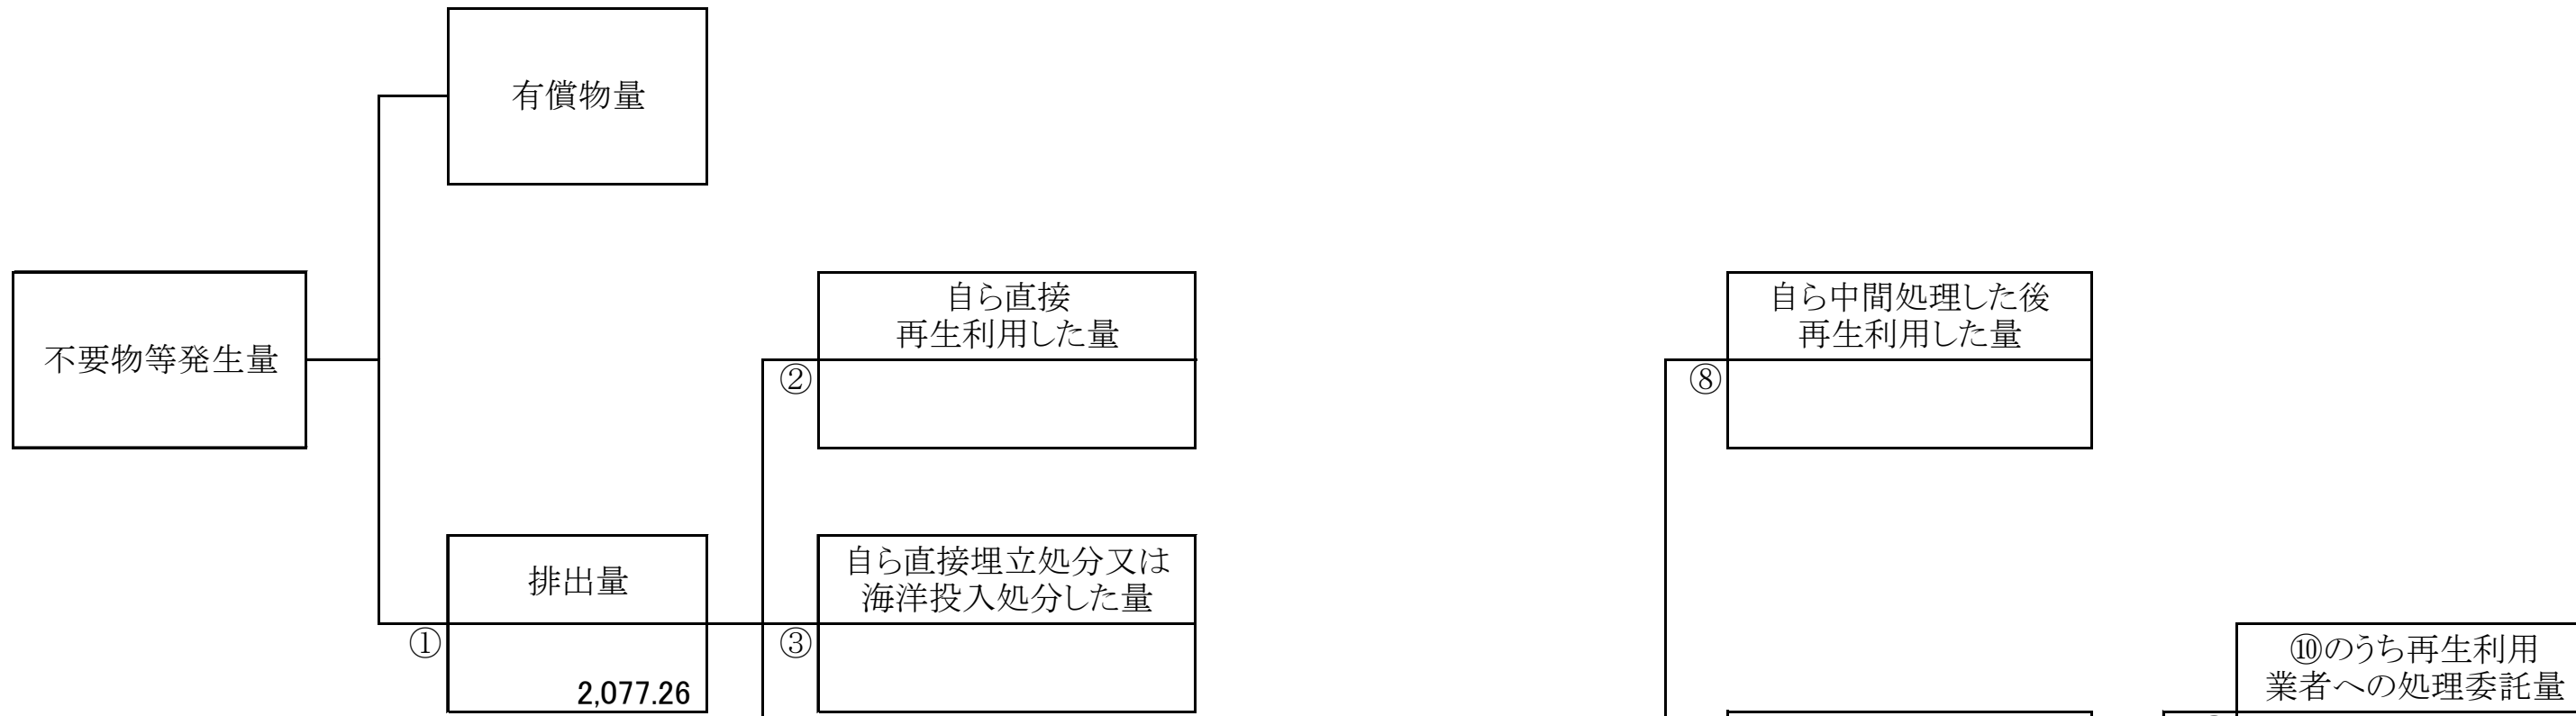 有償物量
不要物等発生量
自ら直接
再生利用した量
②
自ら中間処理した後
再生利用した量
⑧
排出量
①
2,077.26
自ら直接埋立処分又は
海洋投入処分した量
③
⑩のうち再生利用
業者への処理委託量